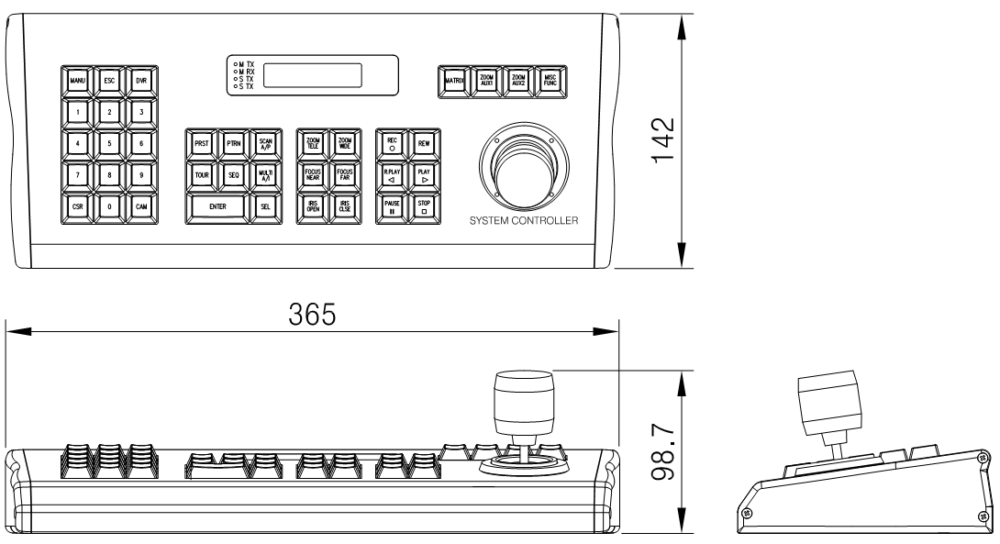 M TX
M RX
S TX
S TX
MANU ESC DVR
1 2 3
4 5 6
7 8 9
CSR 0 CAM
PRST PTRN SCAN A/P
TOUR SEQ MULTI A/I
ENTER SEL
ZOOM TELE ZOOM WIDE
FOCUS NEAR FOCUS FAR
IRIS OPEN IRIS CLSE
REC REW
R.PLAY PLAY
PAUSE STOP
MATRIX ZOOM AUX1 ZOOM AUX2 MISC FUNC
SYSTEM CONTROLLER
142
365
98.7